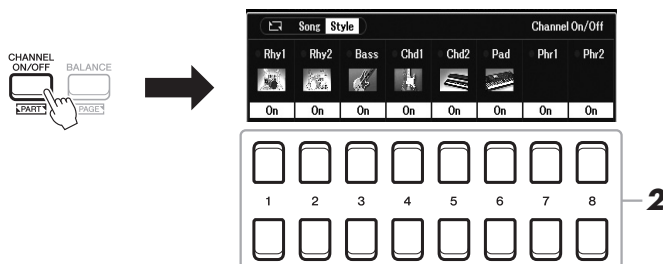 Song Style Channel On/Off
CHANNEL ON/OFF
BALANCE
PART
PAGE
Rhy1 Rhy2 Bass Chd1 Chd2 Pad Phr1 Phr2
On On On On On On On On
1 2 3 4 5 6 7 8
2